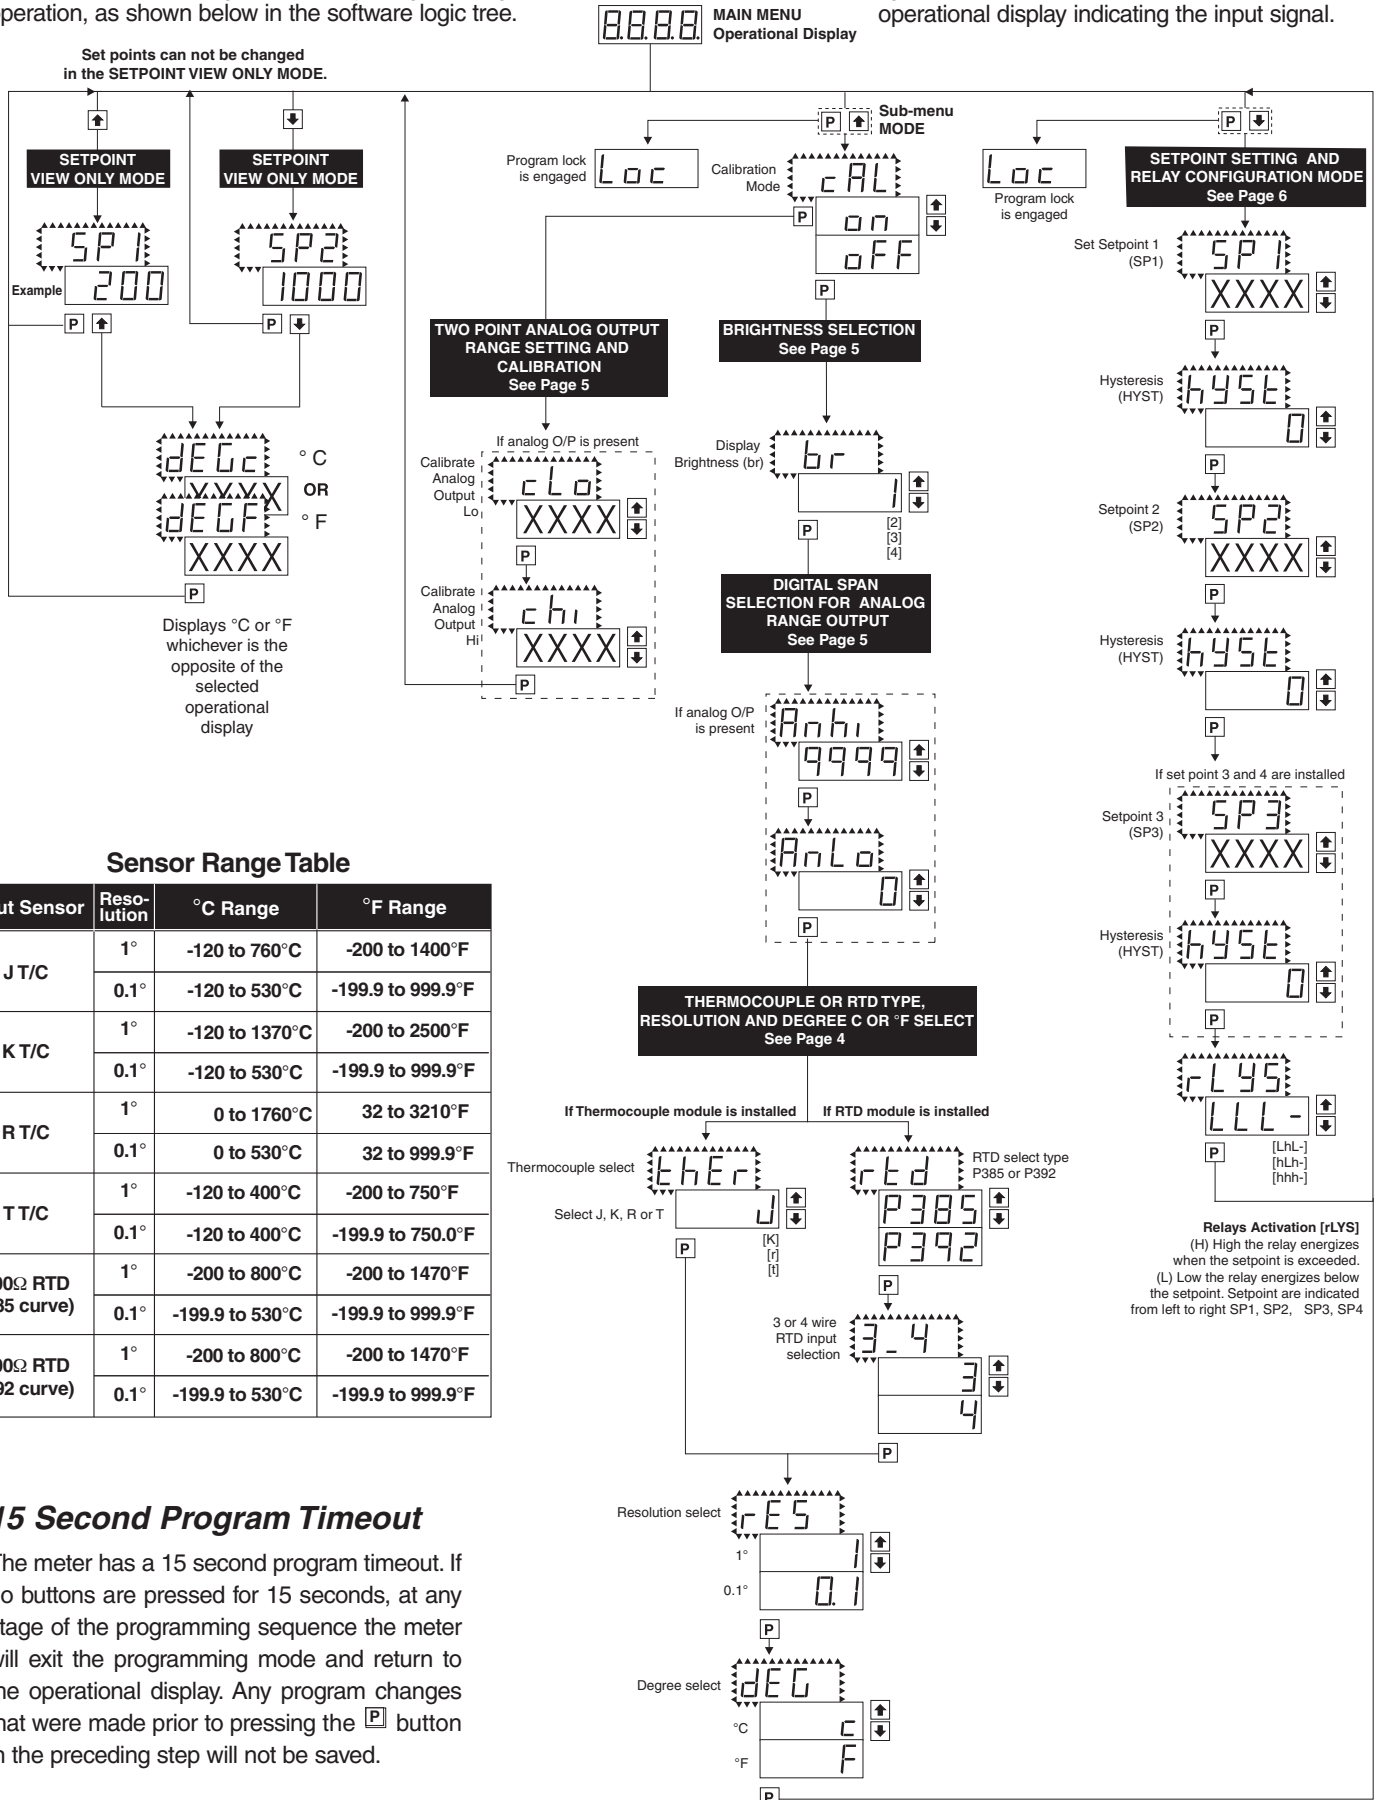 operation, as shown below in the software logic tree.
8.8.8.8.
MAIN MENU
Operational Display
operational display indicating the input signal.
Set points can not be changed
in the SETPOINT VIEW ONLY MODE.
SETPOINT
VIEW ONLY MODE
SP1
Example
200
P
SETPOINT
VIEW ONLY MODE
SP2
1000
P
dEGc
XXXX
° C
OR
dEGF
XXXX
° F
P
Displays °C or °F
whichever is the
opposite of the
selected
operational
display
P
Sub-menu
MODE
Program lock
is engaged
Loc
Calibration
Mode
cAL
P
on
oFF
P
TWO POINT ANALOG OUTPUT
RANGE SETTING AND
CALIBRATION
See Page 5
If analog O/P is present
Calibrate
Analog
Output
Lo
cLo
XXXX
P
Calibrate
Analog
Output
Hi
chi
XXXX
P
BRIGHTNESS SELECTION
See Page 5
Display
Brightness (br)
br
1
[2]
[3]
[4]
P
DIGITAL SPAN
SELECTION FOR ANALOG
RANGE OUTPUT
See Page 5
If analog O/P
is present
Anhi
9999
P
AnLo
0
P
THERMOCOUPLE OR RTD TYPE,
RESOLUTION AND DEGREE C OR °F SELECT
See Page 4
If Thermocouple module is installed
If RTD module is installed
Thermocouple select
thEr
Select J, K, R or T
J
[K]
[r]
[t]
P
rtd
RTD select type
P385 or P392
P385
P392
P
3 or 4 wire
RTD input
selection
3_4
3
4
P
Resolution select
rES
1°
1
0.1°
0.1
P
Degree select
dEG
°C
c
°F
F
P
P
Loc
Program lock
is engaged
SETPOINT SETTING AND
RELAY CONFIGURATION MODE
See Page 6
Set Setpoint 1
(SP1)
SP1
XXXX
P
Hysteresis
(HYST)
hYSt
0
P
Setpoint 2
(SP2)
SP2
XXXX
P
Hysteresis
(HYST)
hYSt
0
P
If set point 3 and 4 are installed
Setpoint 3
(SP3)
SP3
XXXX
P
Hysteresis
(HYST)
hYSt
0
P
rLYS
LLL-
[LhL-]
[hLh-]
[hhh-]
P
Relays Activation [rLYS]
(H) High the relay energizes
when the setpoint is exceeded.
(L) Low the relay energizes below
the setpoint. Setpoint are indicated
from left to right SP1, SP2, SP3, SP4
Sensor Range Table
Sensor Reso-lution °C Range °F Range
J T/C 1° -120 to 760°C -200 to 1400°F
0.1° -120 to 530°C -199.9 to 999.9°F
K T/C 1° -120 to 1370°C -200 to 2500°F
0.1° -120 to 530°C -199.9 to 999.9°F
R T/C 1° 0 to 1760°C 32 to 3210°F
0.1° 0 to 530°C 32 to 999.9°F
T T/C 1° -120 to 400°C -200 to 750°F
0.1° -120 to 400°C -199.9 to 750.0°F
00Ω RTD
35 curve) 1° -200 to 800°C -200 to 1470°F
0.1° -199.9 to 530°C -199.9 to 999.9°F
00Ω RTD
92 curve) 1° -200 to 800°C -200 to 1470°F
0.1° -199.9 to 530°C -199.9 to 999.9°F
15 Second Program Timeout
The meter has a 15 second program timeout. If
o buttons are pressed for 15 seconds, at any
tage of the programming sequence the meter
will exit the programming mode and return to
he operational display. Any program changes
hat were made prior to pressing the P button
n the preceding step will not be saved.